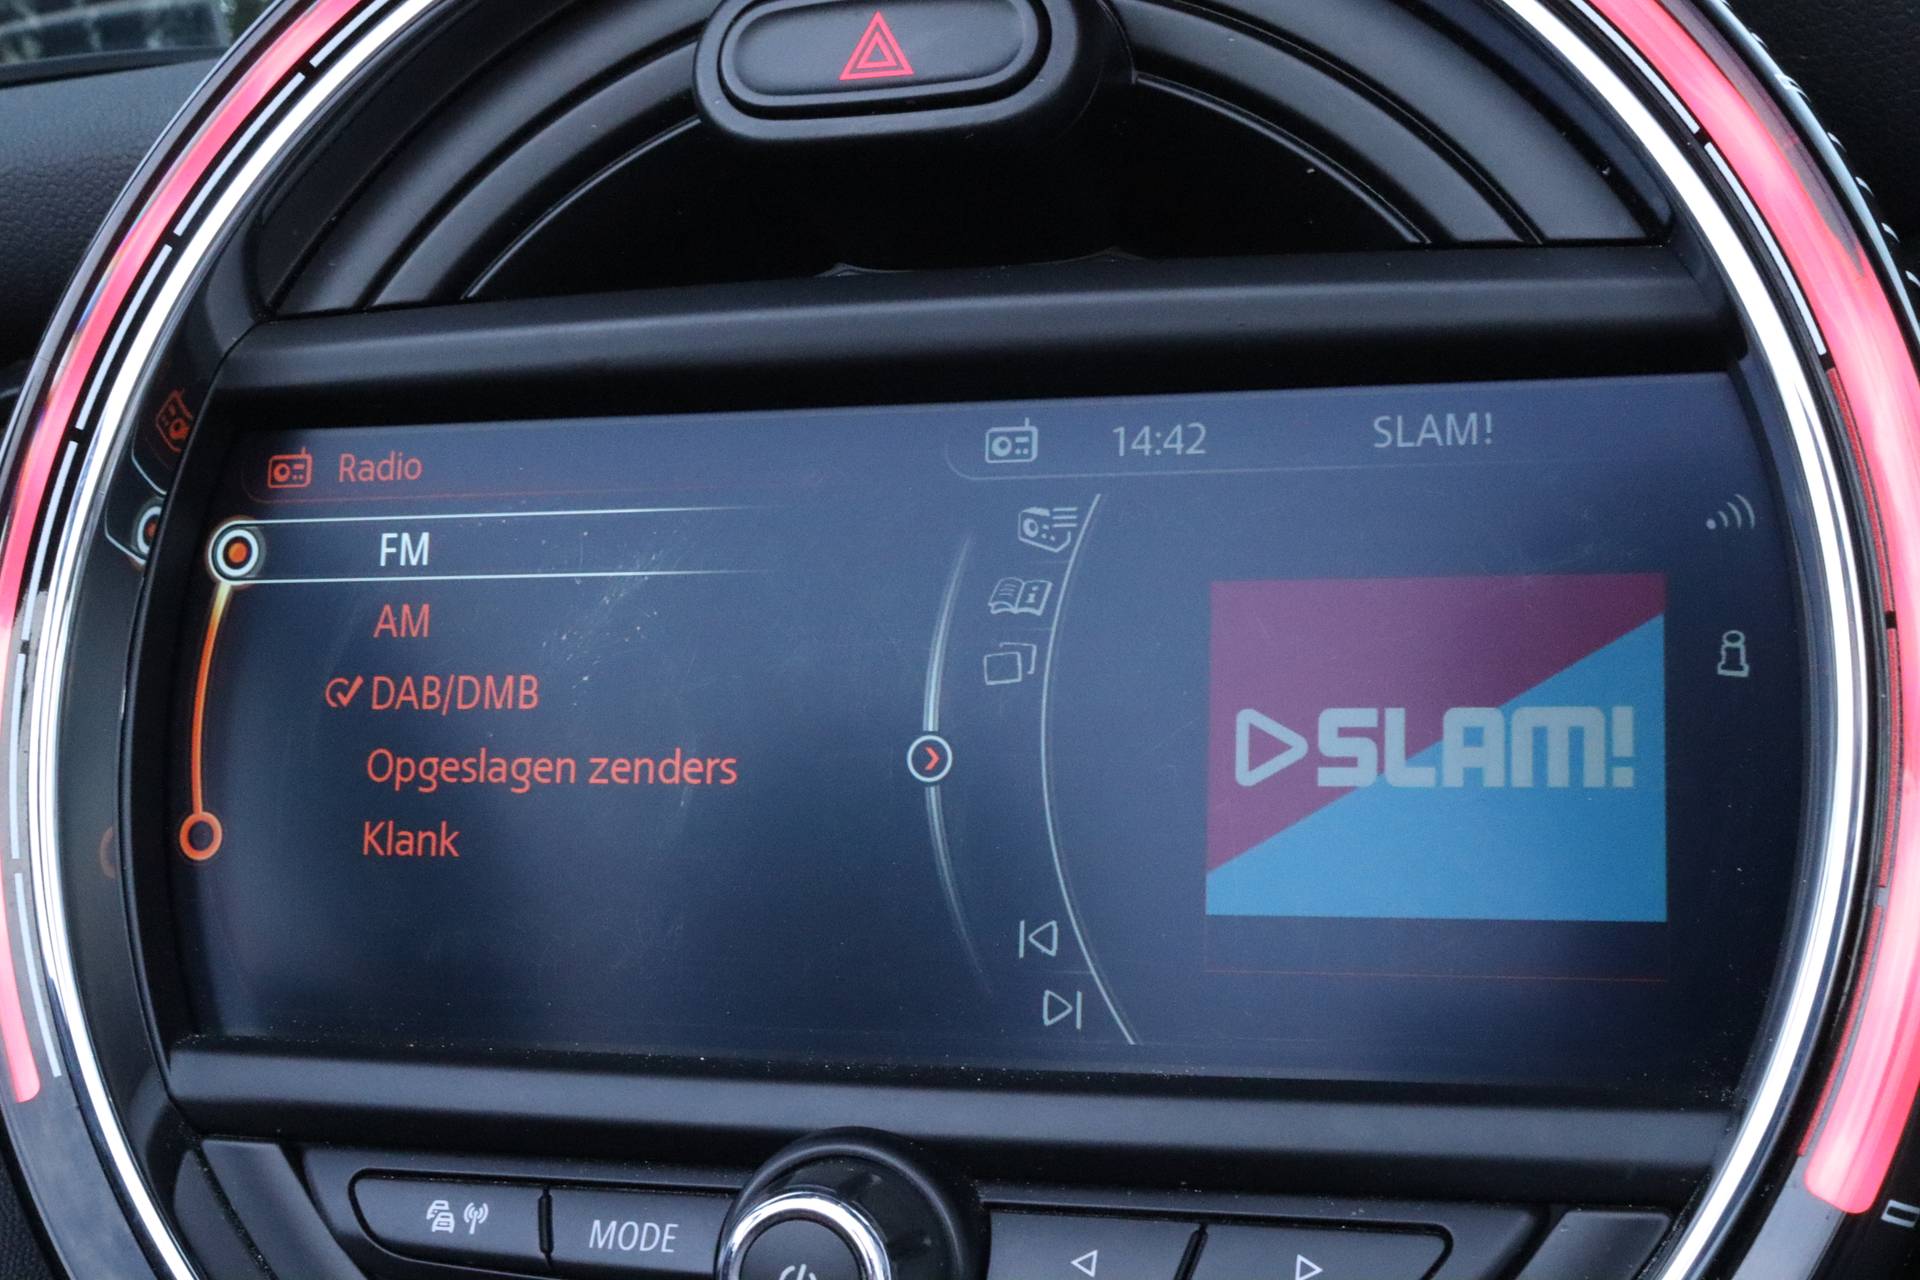 Radio
14:42
SLAM!
FM
AM
DAB/DMB
Opgeslagen zenders
Klank
SLAM!
MODE